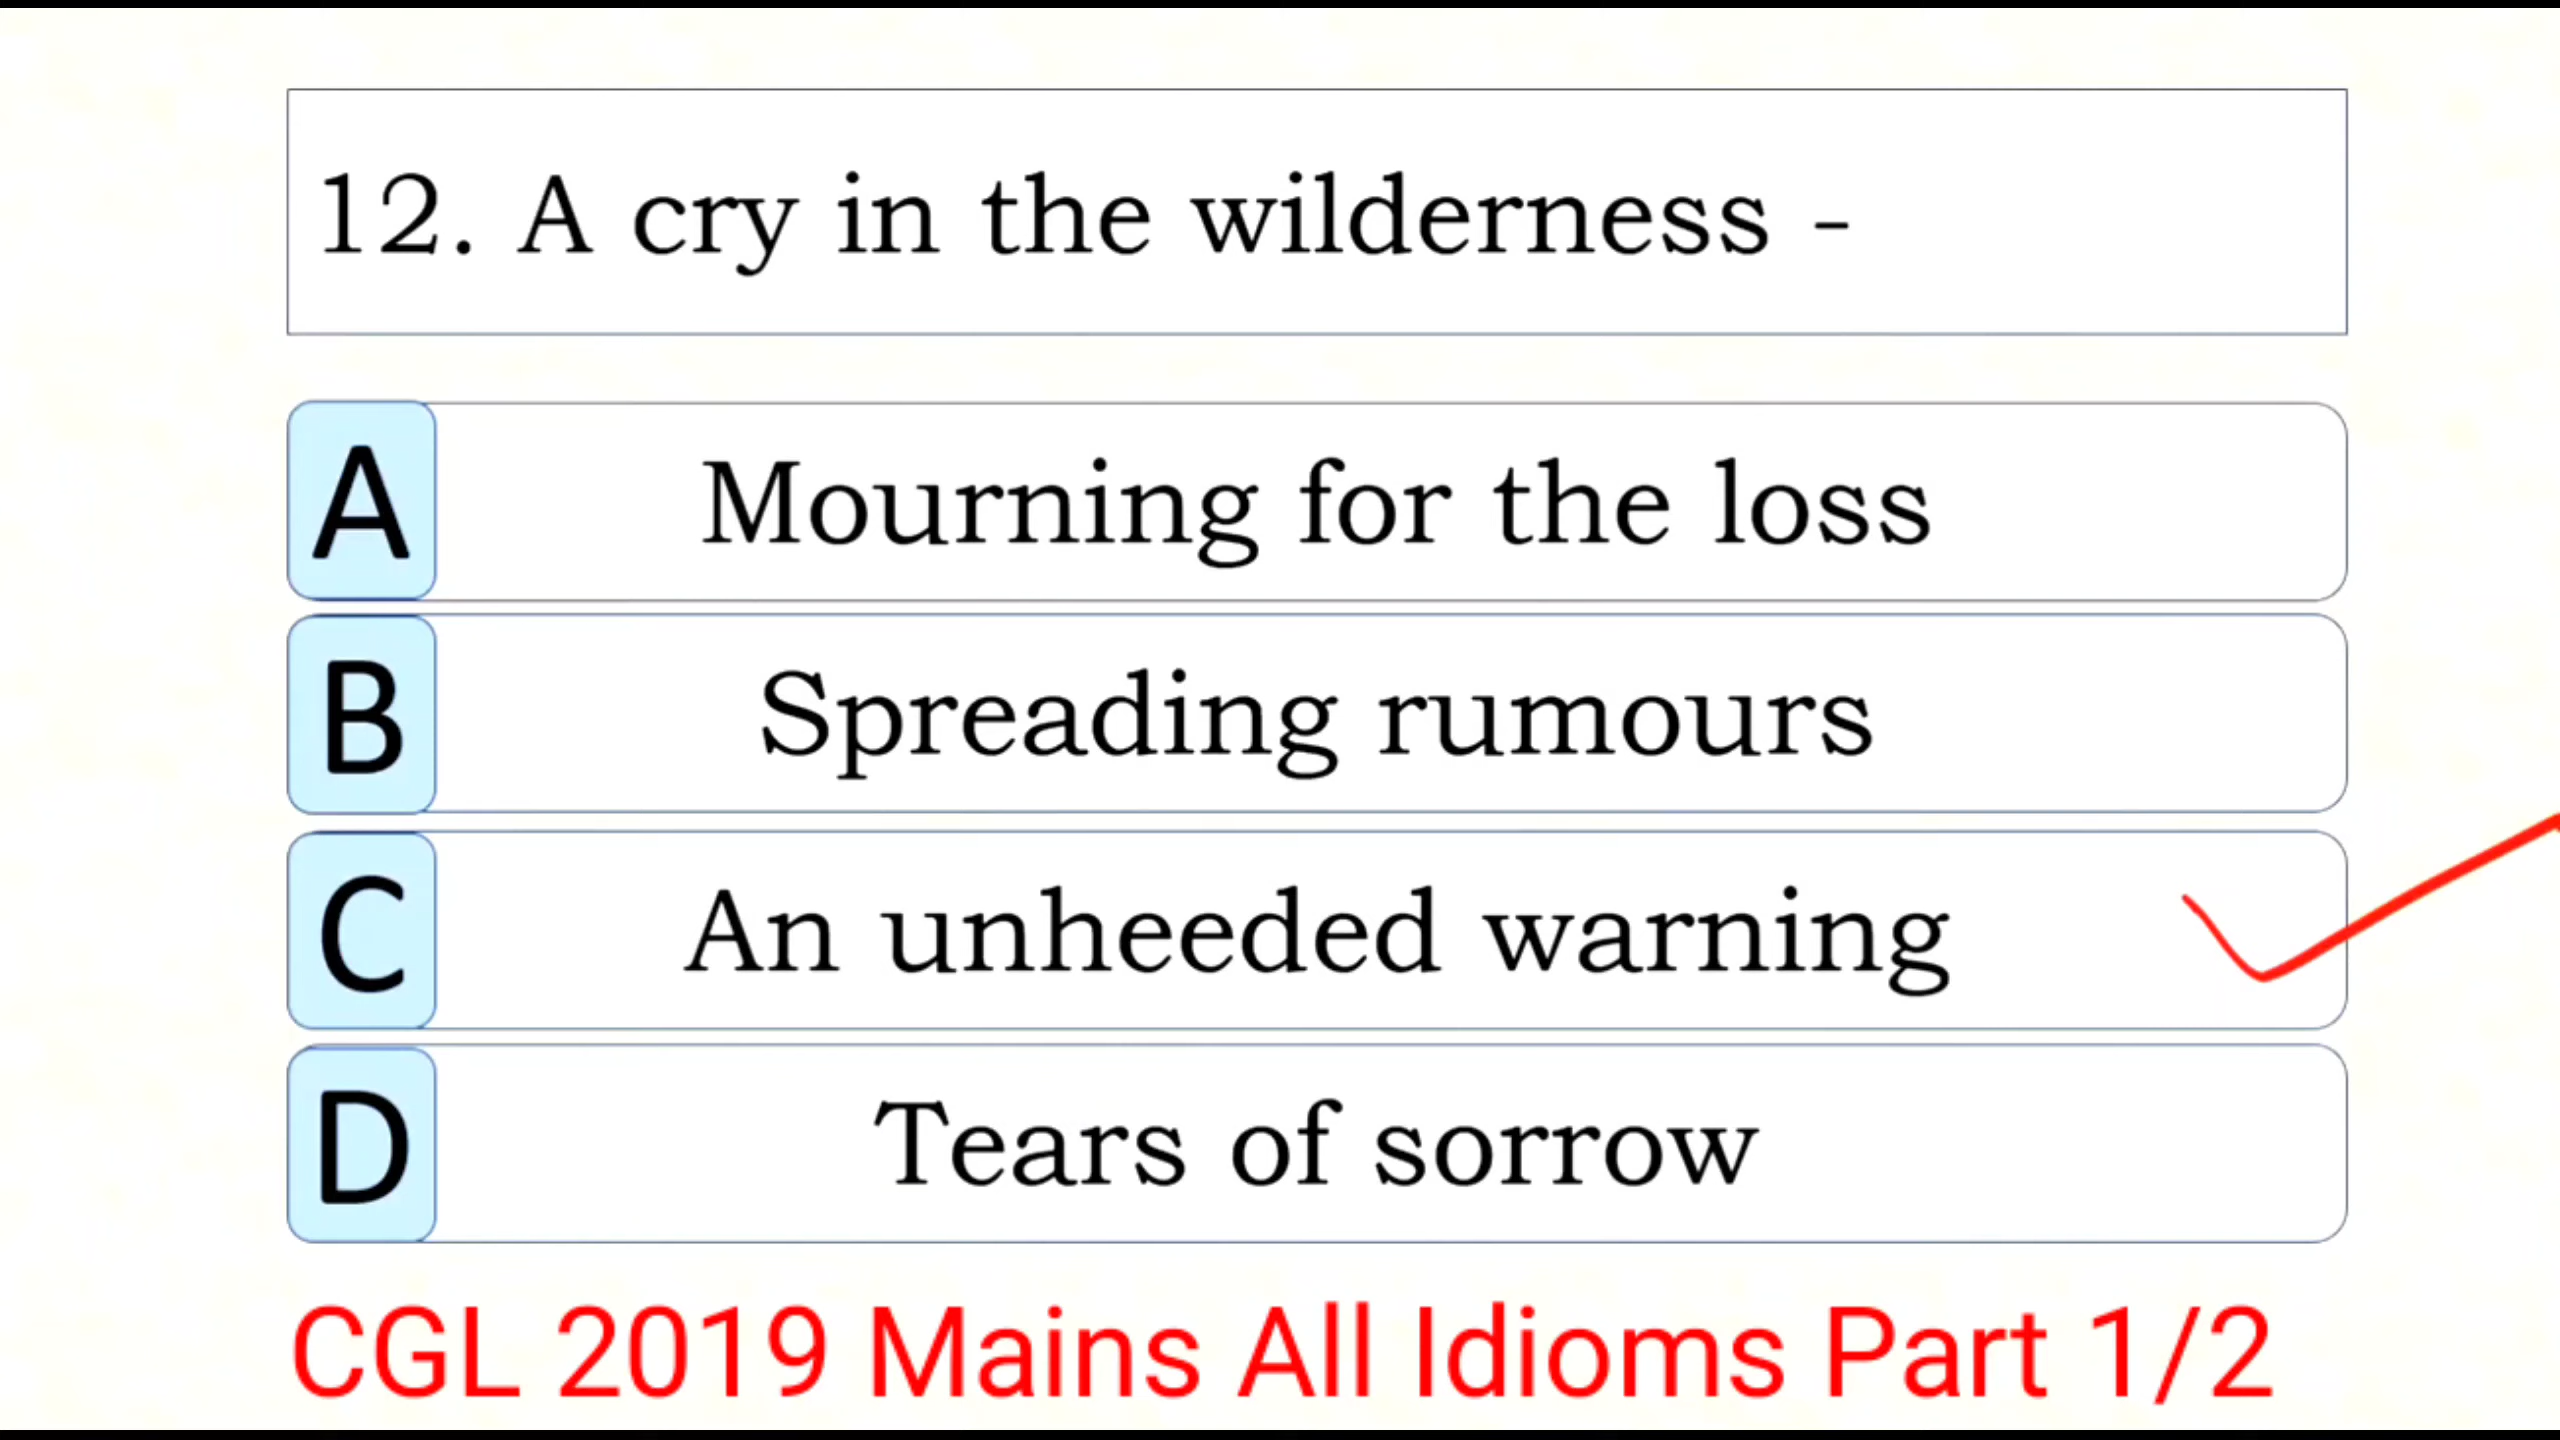 12. A cry in the wilderness -
A Mourning for the loss
B Spreading rumours
C An unheeded warning
D Tears of sorrow
CGL 2019 Mains All Idioms Part 1/2